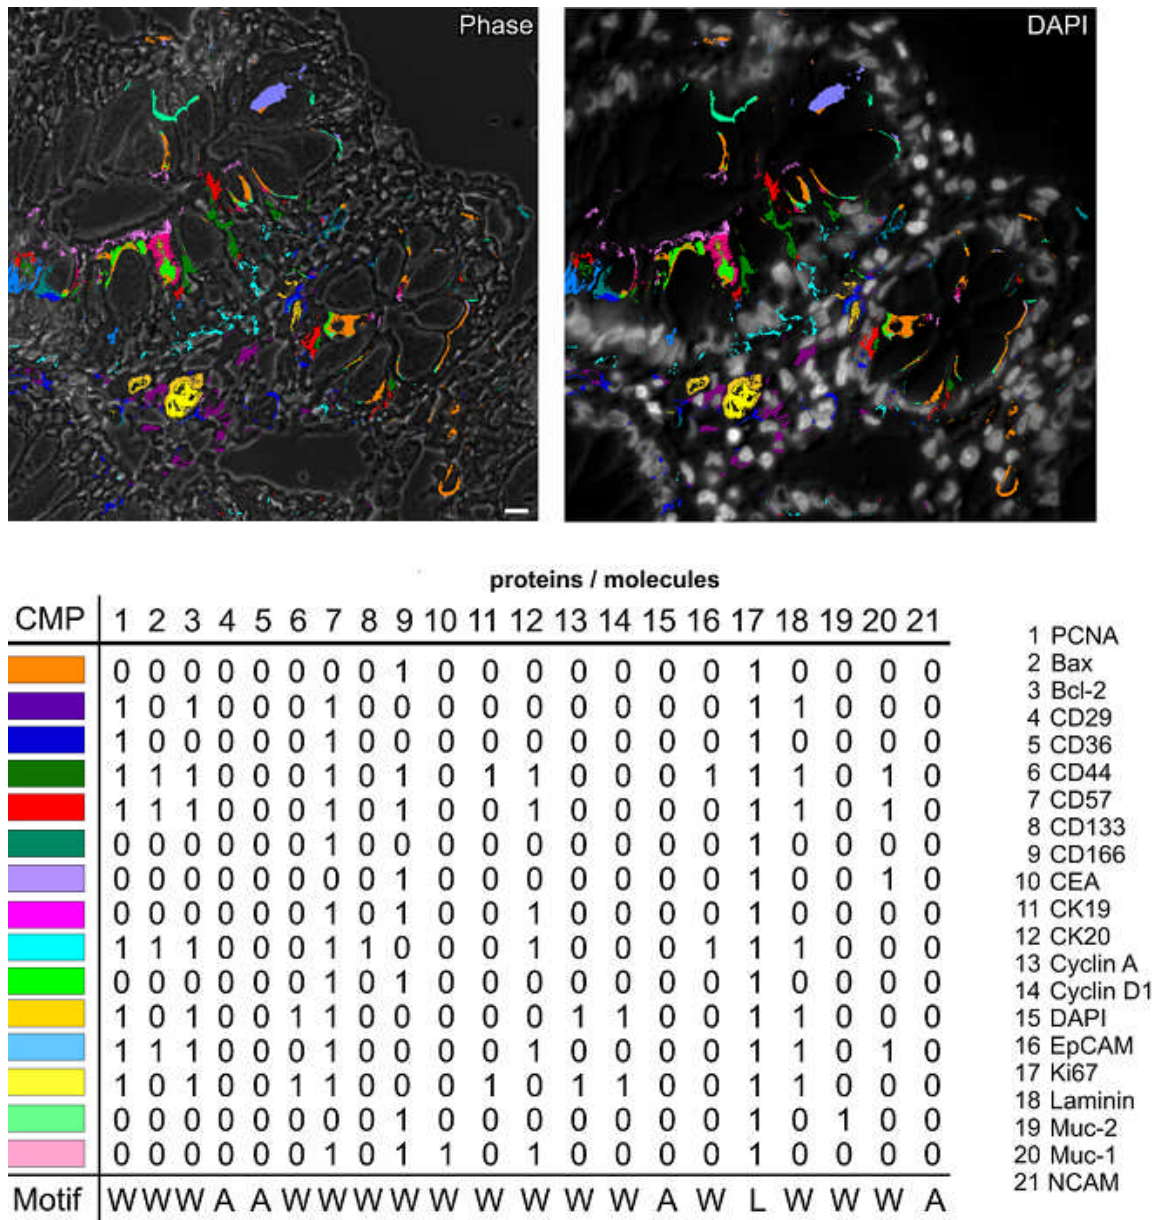 Phase
DAPI
proteins / molecules
CMP 1 2 3 4 5 6 7 8 9 10 11 12 13 14 15 16 17 18 19 20 21
0 0 0 0 0 0 0 0 1 0 0 0 0 0 0 0 1 0 0 0 0
1 0 1 0 0 0 1 0 0 0 0 0 0 0 0 0 1 1 0 0 0
1 0 0 0 0 0 1 0 0 0 0 0 0 0 0 0 1 0 0 0 0
1 1 1 0 0 0 1 0 1 0 1 1 0 0 0 1 1 1 0 1 0
1 1 1 0 0 0 1 0 1 0 0 1 0 0 0 0 1 1 0 1 0
0 0 0 0 0 0 1 0 0 0 0 0 0 0 0 0 1 0 0 0 0
0 0 0 0 0 0 0 0 1 0 0 0 0 0 0 0 1 0 0 1 0
0 0 0 0 0 0 1 0 1 0 0 1 0 0 0 0 1 0 0 0 0
1 1 1 0 0 0 1 1 0 0 0 1 0 0 0 1 1 1 0 0 0
0 0 0 0 0 0 1 0 1 0 0 0 0 0 0 0 1 0 0 0 0
1 0 1 0 0 1 1 0 0 0 0 0 1 1 0 0 1 1 0 0 0
1 1 1 0 0 0 1 0 0 0 0 1 0 0 0 0 1 1 0 1 0
1 0 1 0 0 1 1 0 0 0 1 0 1 1 0 0 1 1 0 0 0
0 0 0 0 0 0 0 0 1 0 0 0 0 0 0 0 1 0 1 0 0
0 0 0 0 0 0 1 0 1 1 0 1 0 0 0 0 1 0 0 0 0
Motif W W W A A W W W W W W W W W A W L W W W A
1 PCNA
2 Bax
3 Bcl-2
4 CD29
5 CD36
6 CD44
7 CD57
8 CD133
9 CD166
10 CEA
11 CK19
12 CK20
13 Cyclin A
14 Cyclin D1
15 DAPI
16 EpCAM
17 Ki67
18 Laminin
19 Muc-2
20 Muc-1
21 NCAM